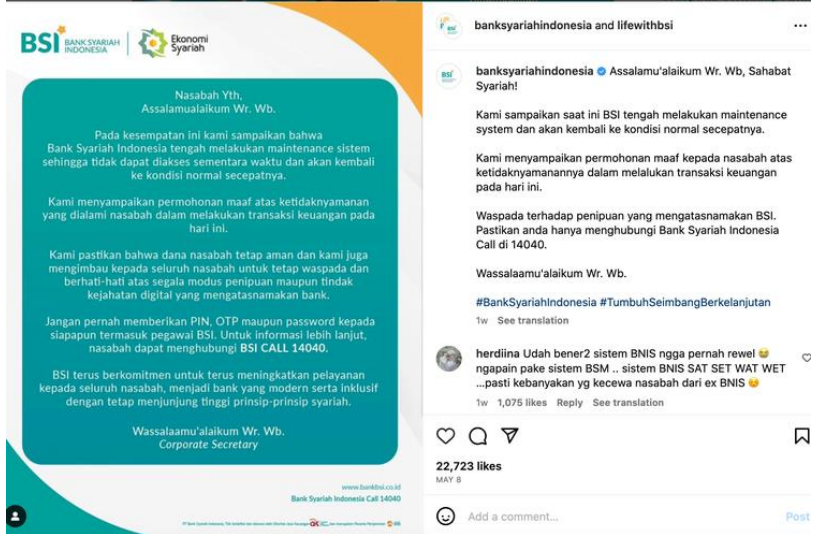 BSI BANK SYARIAH
INDONESIA
Ekonomi
Syariah
Nasabah Yth,
Assalamualaikum Wr. Wb.
Pada kesempatan ini kami sampaikan bahwa
Bank Syariah Indonesia tengah melakukan maintenance sistem
sehingga tidak dapat diakses sementara waktu dan akan kembali
ke kondisi normal secepatnya.
Kami menyampaikan permohonan maaf atas ketidaknyamanan
yang dialami nasabah dalam melakukan transaksi keuangan pada
hari ini.
Kami pastikan bahwa dana nasabah tetap aman dan kami juga
mengimbau kepada seluruh nasabah untuk tetap waspada dan
berhati-hati atas segala modus penipuan maupun tindak
kejahatan digital yang mengatasnamakan bank.
Jangan pernah memberikan PIN, OTP maupun password kepada
siapapun termasuk pegawai BSI. Untuk informasi lebih lanjut,
nasabah dapat menghubungi BSI CALL 14040.
BSI terus berkomitmen untuk terus meningkatkan pelayanan
kepada seluruh nasabah, menjadi bank yang modern serta inklusif
dengan tetap menjunjung tinggi prinsip-prinsip syariah.
Wassalaamu'alaikum Wr. Wb.
Corporate Secretary
www.bankbsi.co.id
Bank Syariah Indonesia Call 14040
banksyariahindonesia and lifewithbsi
banksyariahindonesia Assalamu'alaikum Wr. Wb, Sahabat
Syariah!
Kami sampaikan saat ini BSI tengah melakukan maintenance
system dan akan kembali ke kondisi normal secepatnya.
Kami menyampaikan permohonan maaf kepada nasabah atas
ketidaknyamanannya dalam melalukan transaksi keuangan
pada hari ini.
Waspada terhadap penipuan yang mengatasnamakan BSI.
Pastikan anda hanya menghubungi Bank Syariah Indonesia
Call di 14040.
Wassalaamu'alaikum Wr. Wb.
#BankSyariahIndonesia #TumbuhSeimbangBerkelanjutan
1w See translation
herdiina Udah bener2 sistem BNIS ngga pernah rewel 😂
ngapain pake sistem BSM .. sistem BNIS SAT SET WAT WET
...pasti kebanyakan yg kecewa nasabah dari ex BNIS 😌
1w 1,075 likes Reply See translation
22,723 likes
MAY 8
Add a comment...
Post